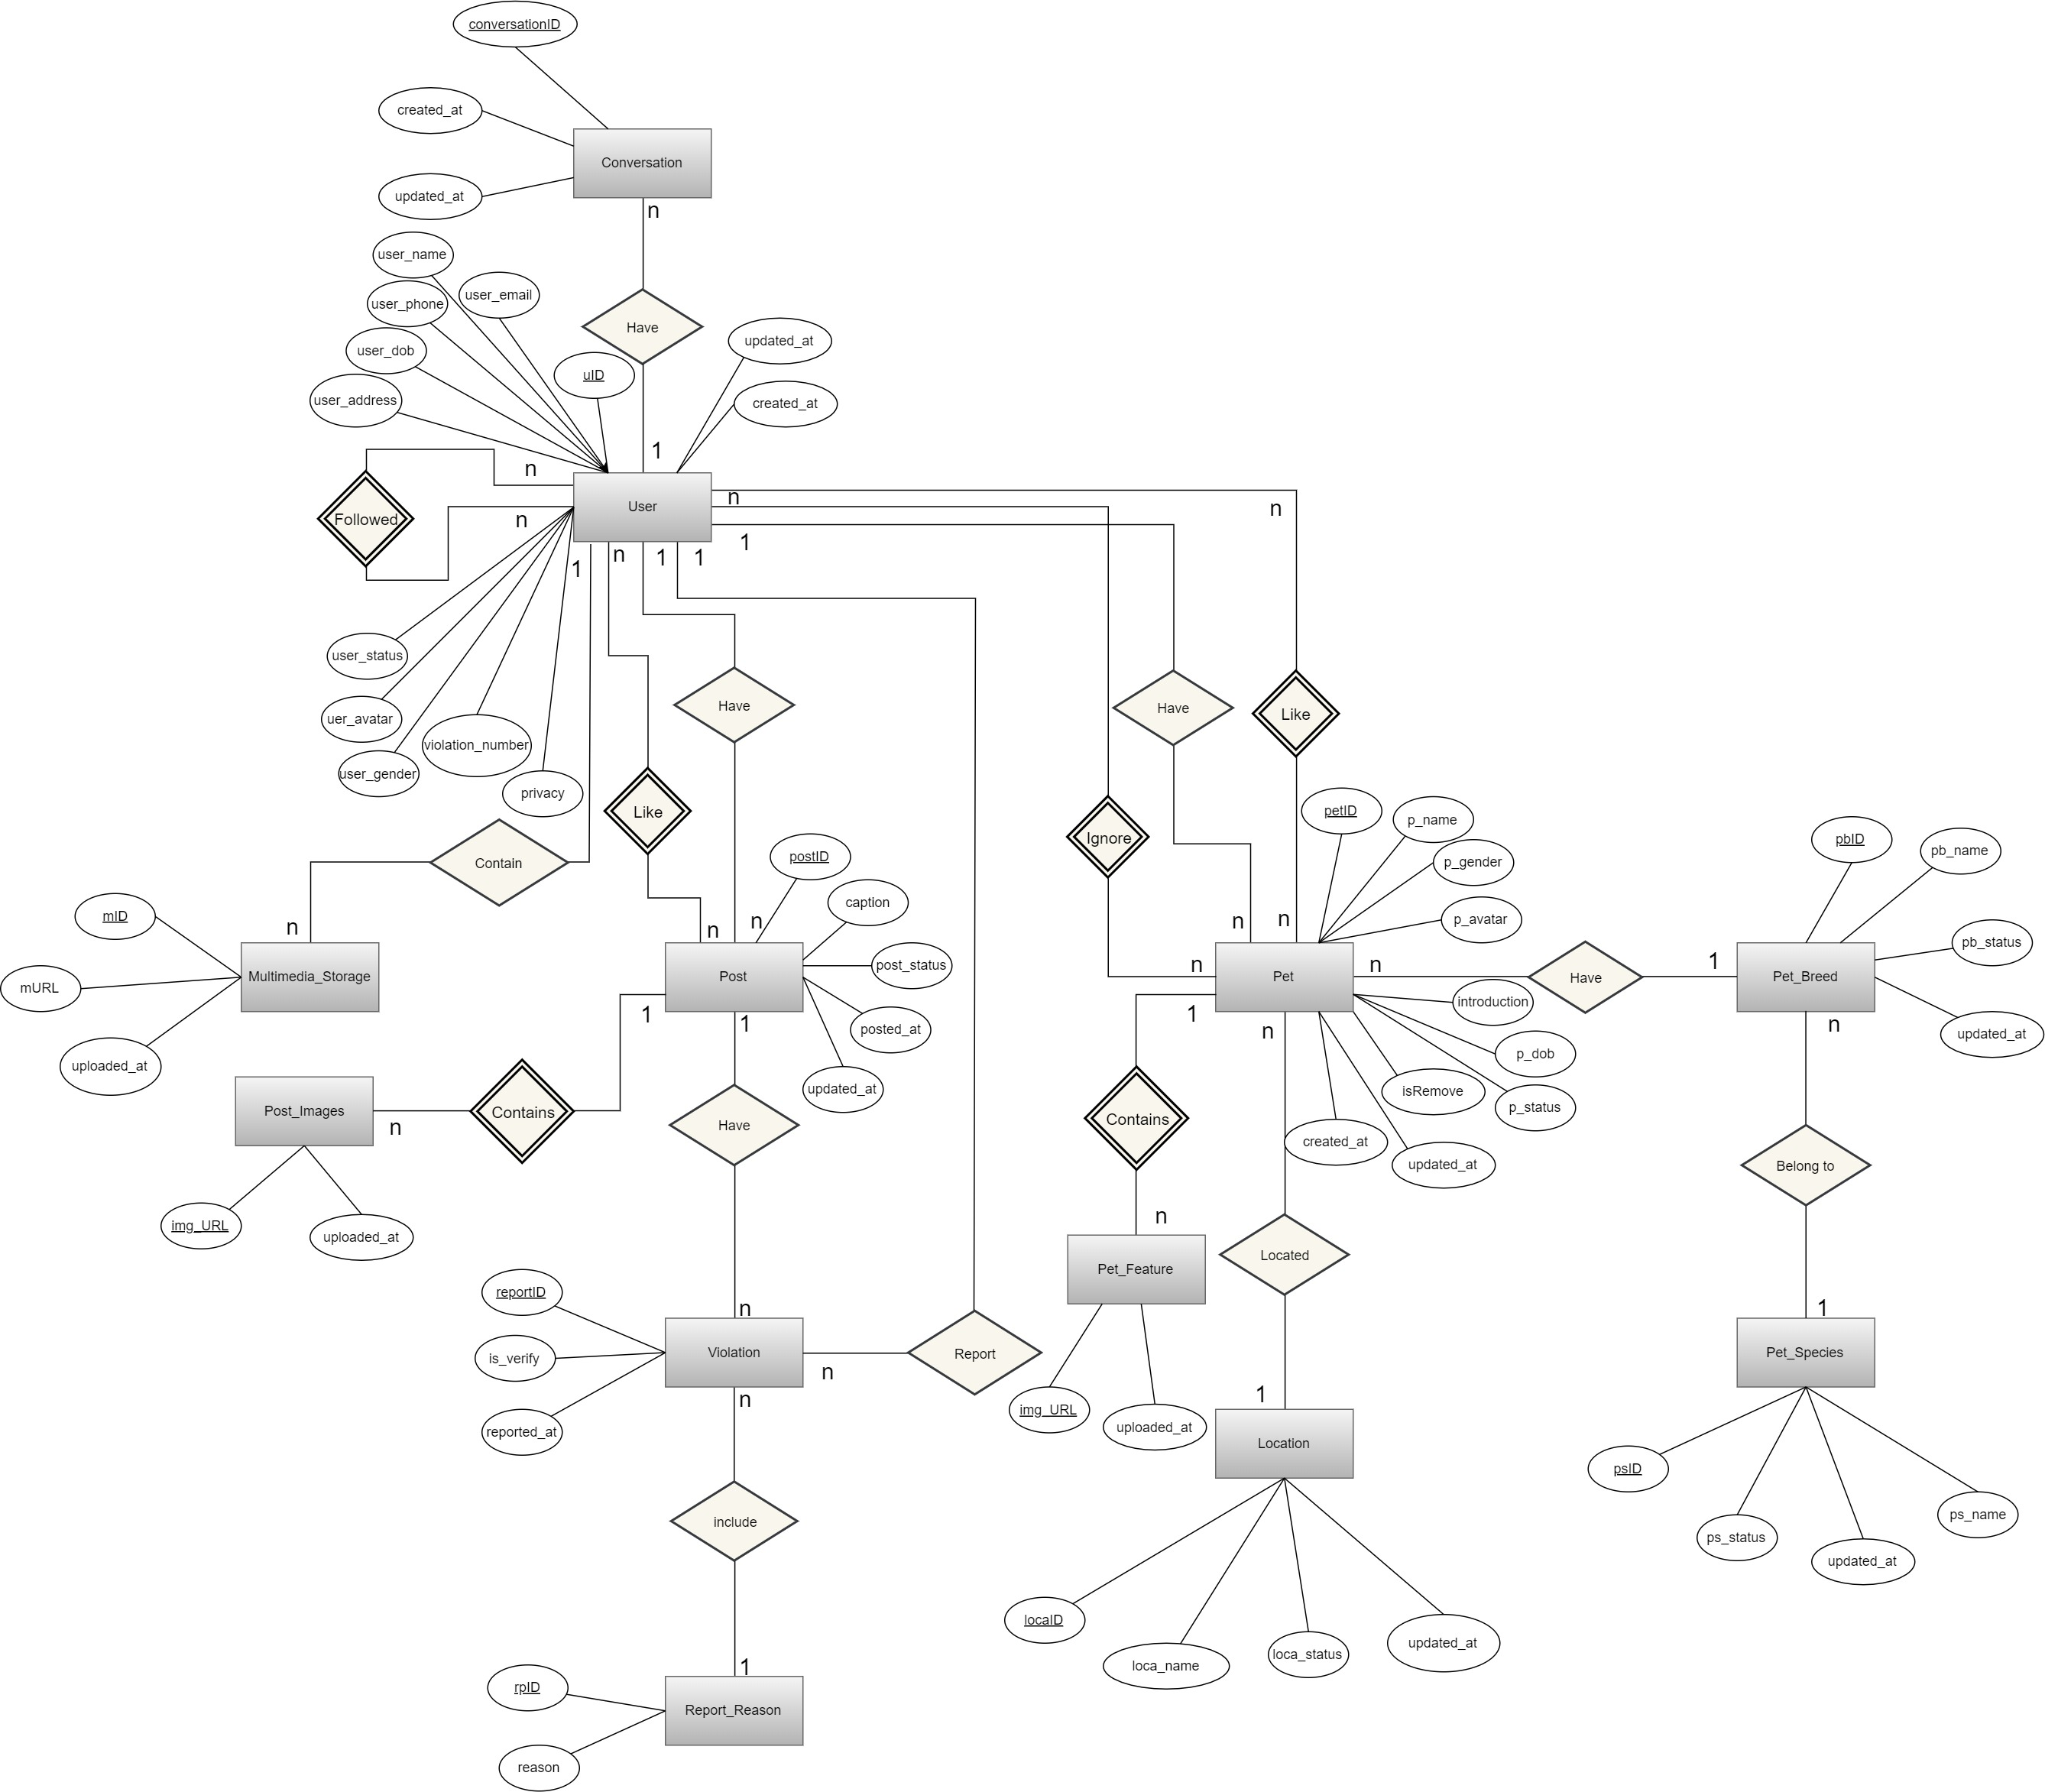 conversationID
created_at
Conversation
updated_at
n
user_name
user_email
user_phone
Have
updated_at
user_dob
uID
user_address
created_at
1
n
n
User
n
n
Followed
n
1
1
1
n
1
user_status
uer_avatar
violation_number
user_gender
privacy
Have
Have
Like
Like
Ignore
petID
p_name
p_gender
p_avatar
pbID
pb_name
pb_status
updated_at
Contain
postID
caption
post_status
posted_at
updated_at
n
n
n
n
n
mID
mURL
uploaded_at
Multimedia_Storage
Post
n
Pet
n
Have
1
Pet_Breed
introduction
p_dob
p_status
isRemove
created_at
updated_at
1
1
1
n
n
Post_Images
n
Contains
Have
Contains
Belong to
img_URL
uploaded_at
n
Pet_Feature
Located
reportID
is_verify
reported_at
n
Violation
n
Report
n
img_URL
uploaded_at
1
Location
1
Pet_Species
psID
ps_status
updated_at
ps_name
include
locaID
loca_name
loca_status
updated_at
1
rpID
Report_Reason
reason